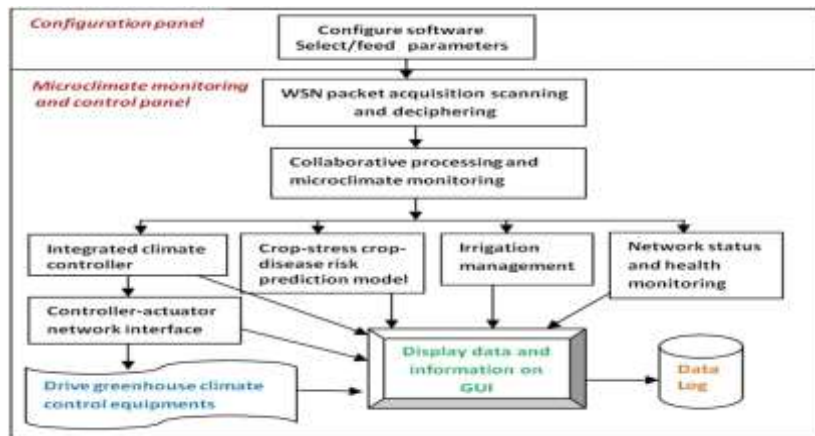 Configuration panel
Configure software
Select/feed parameters
Microclimate monitoring
and control panel
WSN packet acquisition scanning
and deciphering
Collaborative processing and
microclimate monitoring
Integrated climate
controller
Crop-stress crop-
disease risk
prediction model
Irrigation
management
Network status
and health
monitoring
Controller-actuator
network interface
Drive greenhouse climate
control equipments
Display data and
information on
GUI
Data
Log